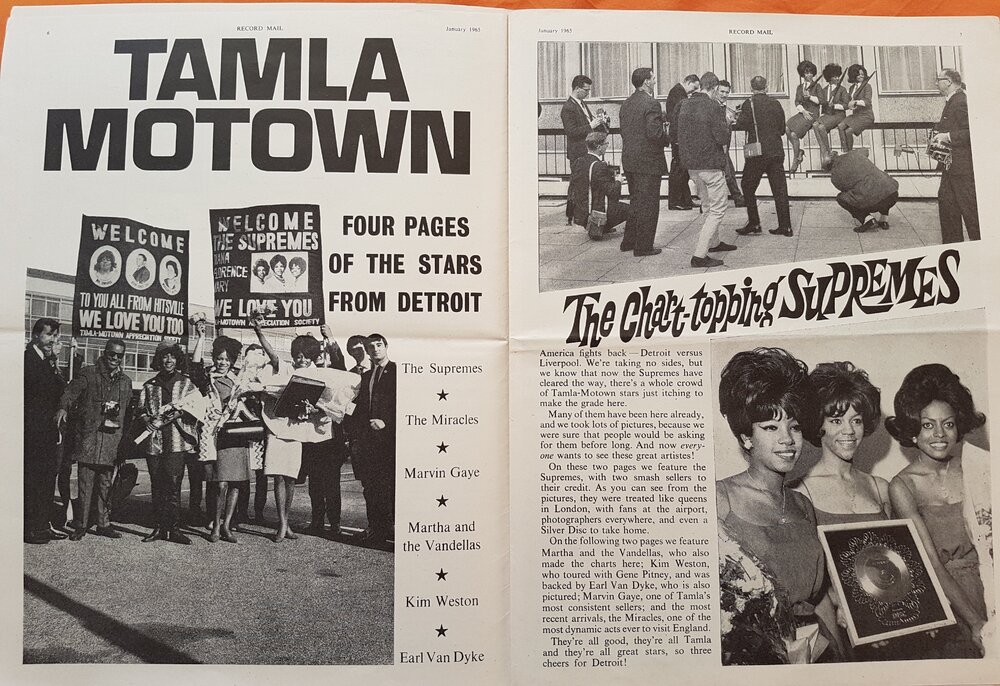 6
RECORD MAIL
January 1965
TAMLA
MOTOWN
WELCOME
TO YOU ALL FROM HITSVILLE
WE LOVE YOU TOO
TAMLA-MOTOWN APPRECIATION SOCIETY
WELCOME
THE SUPREMES
DIANA
FLORENCE
MARY
WE LOVE YOU
MOTOWN APPRECIATION SOCIETY
FOUR PAGES
OF THE STARS
FROM DETROIT
The Supremes
★
The Miracles
★
Marvin Gaye
★
Martha and
the Vandellas
★
Kim Weston
★
Earl Van Dyke
January 1965
RECORD MAIL
7
The Chart-topping SUPREMES
America fights back — Detroit versus
Liverpool. We're taking no sides, but
we know that now the Supremes have
cleared the way, there's a whole crowd
of Tamla-Motown stars just itching to
make the grade here.
Many of them have been here already,
and we took lots of pictures, because we
were sure that people would be asking
for them before long. And now every-
one wants to see these great artistes!
On these two pages we feature the
Supremes, with two smash sellers to
their credit. As you can see from the
pictures, they were treated like queens
in London, with fans at the airport,
photographers everywhere, and even a
Silver Disc to take home.
On the following two pages we feature
Martha and the Vandellas, who also
made the charts here; Kim Weston,
who toured with Gene Pitney, and was
backed by Earl Van Dyke, who is also
pictured; Marvin Gaye, one of Tamla's
most consistent sellers; and the most
recent arrivals, the Miracles, one of the
most dynamic acts ever to visit England.
They're all good, they're all Tamla
and they're all great stars, so three
cheers for Detroit!